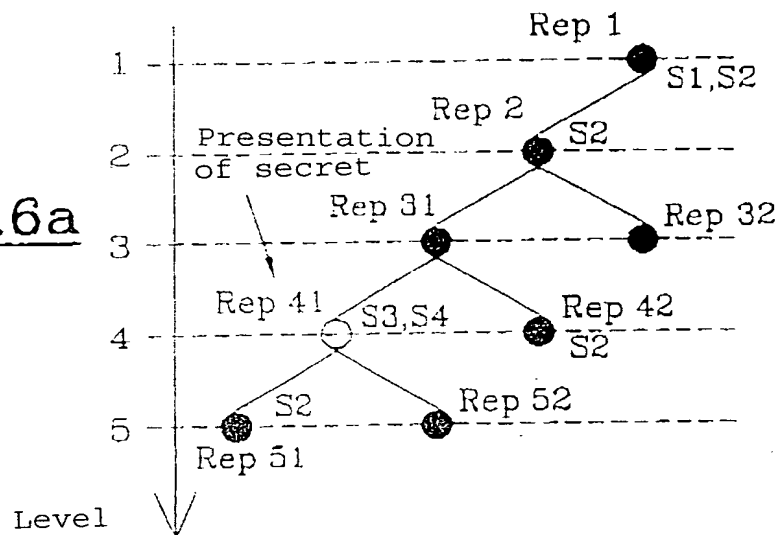 Rep 1
1
S1,S2
Rep 2
S2
Presentation
of secret
2
.6a
Rep 31
Rep 32
3
Rep 41
S3,S4
Rep 42
4
S2
S2
Rep 52
5
Rep 51
Level